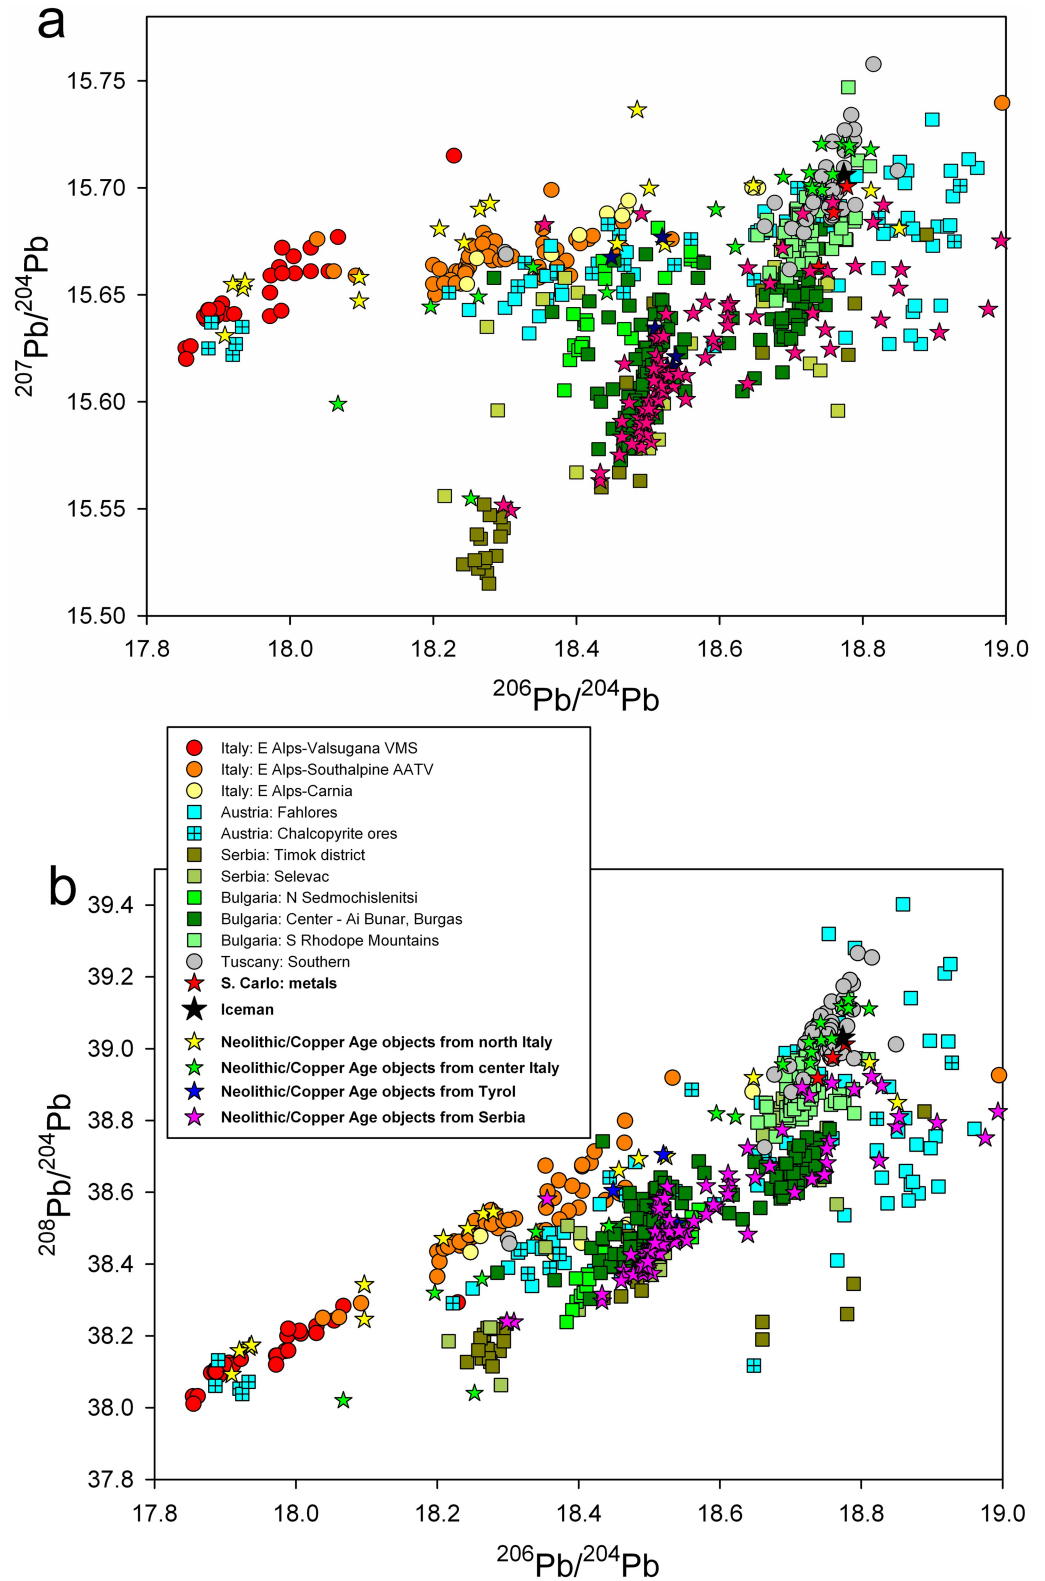 a
15.75
15.70
15.65
15.60
15.55
15.50
207Pb/204Pb
17.8 18.0 18.2 18.4 18.6 18.8 19.0
206Pb/204Pb
Italy: E Alps-Valsugana VMS
Italy: E Alps-Southalpine AATV
Italy: E Alps-Carnia
Austria: Fahlores
Austria: Chalcopyrite ores
Serbia: Timok district
Serbia: Selevac
Bulgaria: N Sedmochislenitsi
Bulgaria: Center - Ai Bunar, Burgas
Bulgaria: S Rhodope Mountains
Tuscany: Southern
S. Carlo: metals
Iceman
Neolithic/Copper Age objects from north Italy
Neolithic/Copper Age objects from center Italy
Neolithic/Copper Age objects from Tyrol
Neolithic/Copper Age objects from Serbia
b
39.4
39.2
39.0
38.8
38.6
38.4
38.2
38.0
37.8
208Pb/204Pb
17.8 18.0 18.2 18.4 18.6 18.8 19.0
206Pb/204Pb